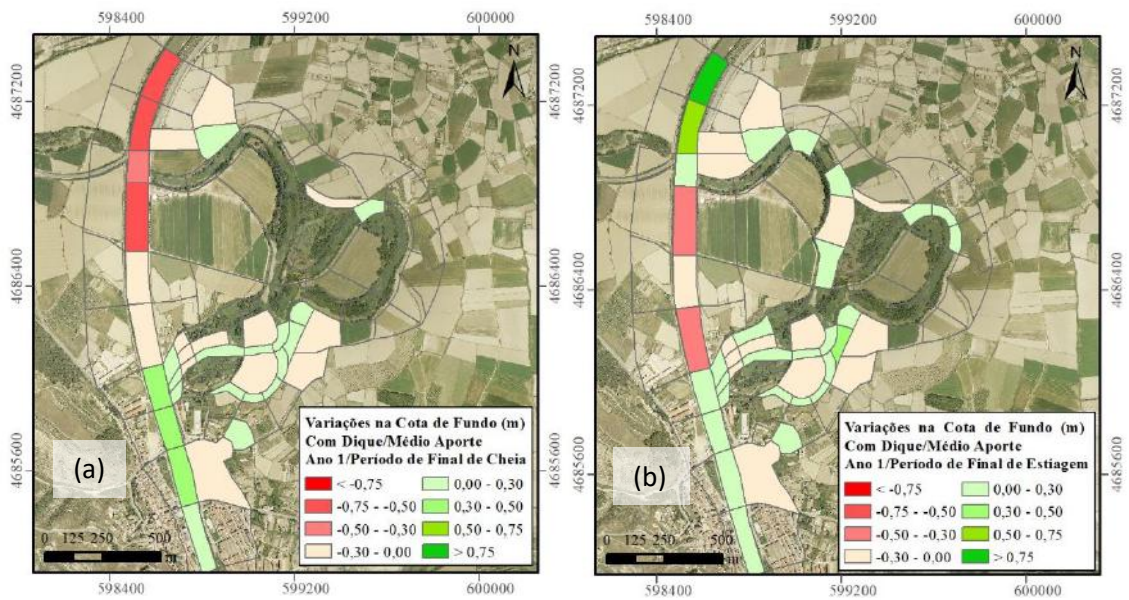 598400 599200 600000
598400 599200 600000
4687200
4686400
4685600
N
(a)
Variações na Cota de Fundo (m)
Com Dique/Médio Aporte
Ano 1/Período de Final de Cheia
< -0,75
-0,75 - -0,50
-0,50 - -0,30
-0,30 - 0,00
0,00 - 0,30
0,30 - 0,50
0,50 - 0,75
> 0,75
0 125 250 500
m
4687200
4686400
4685600
598400 599200 600000
598400 599200 600000
4687200
4686400
4685600
N
(b)
Variações na Cota de Fundo (m)
Com Dique/Médio Aporte
Ano 1/Período de Final de Estiagem
< -0,75
-0,75 - -0,50
-0,50 - -0,30
-0,30 - 0,00
0,00 - 0,30
0,30 - 0,50
0,50 - 0,75
> 0,75
0 125 250 500
m
4687200
4686400
4685600